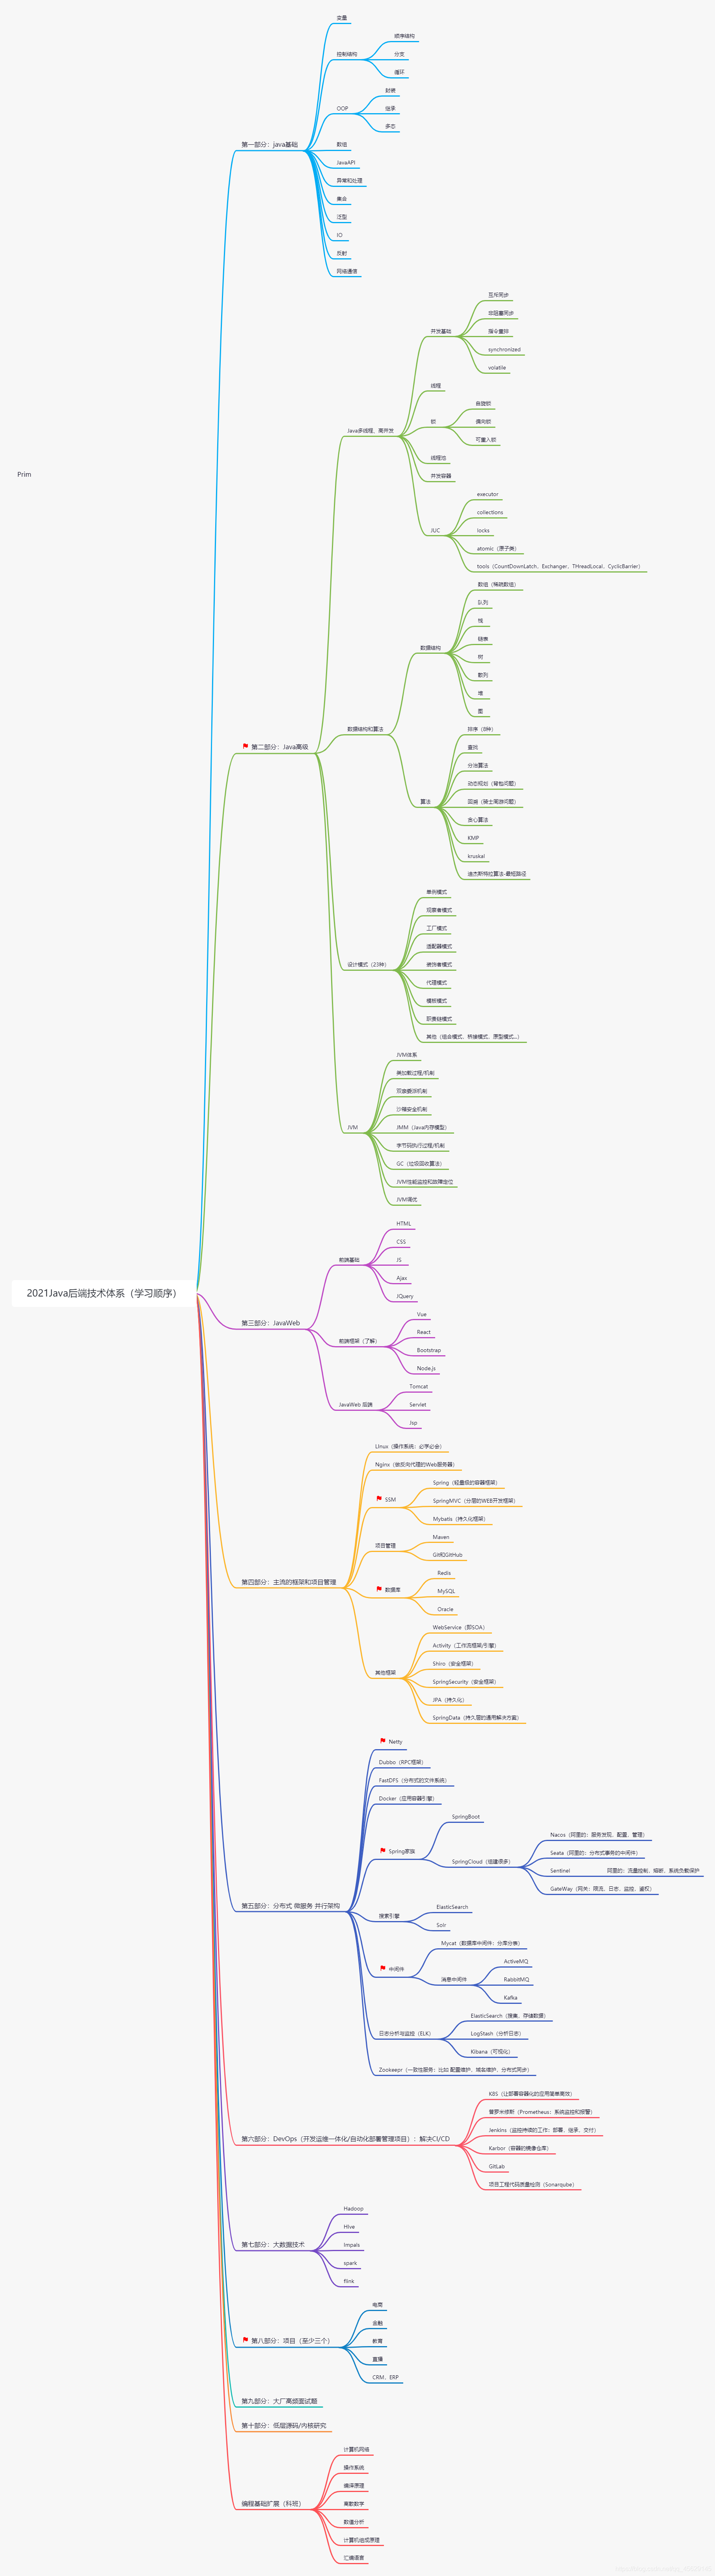 变量
控制结构
顺序结构
分支
循环
OOP
封装
继承
多态
第一部分：java基础
数组
JavaAPI
异常和处理
集合
泛型
IO
反射
网络通信
Prim
Java多线程、高并发
并发基础
互斥同步
非阻塞同步
指令重排
synchronized
volatile
线程
锁
自旋锁
偏向锁
可重入锁
线程池
并发容器
JUC
executor
collections
locks
atomic（原子类）
tools（CountDownLatch、Exchanger、THreadLocal、CyclicBarrier）
第二部分：Java高级
数据结构和算法
数据结构
数组（稀疏数组）
队列
栈
链表
树
散列
堆
图
算法
排序（8种）
查找
分治算法
动态规划（背包问题）
回溯（骑士周游问题）
贪心算法
KMP
kruskal
迪杰斯特拉算法-最短路径
设计模式（23种）
单例模式
观察者模式
工厂模式
适配器模式
装饰者模式
代理模式
模板模式
职责链模式
其他（组合模式、桥接模式、原型模式...）
JVM
JVM体系
类加载过程/机制
双亲委派机制
沙箱安全机制
JMM（Java内存模型）
字节码执行过程/机制
GC（垃圾回收算法）
JVM性能监控和故障定位
JVM调优
2021Java后端技术体系（学习顺序）
第三部分：JavaWeb
前端基础
HTML
CSS
JS
Ajax
JQuery
前端框架（了解）
Vue
React
Bootstrap
Node.js
JavaWeb 后端
Tomcat
Servlet
Jsp
第四部分：主流的框架和项目管理
Linux（操作系统：必学必会）
Nginx（做反向代理的Web服务器）
SSM
Spring（轻量级的容器框架）
SpringMVC（分层的WEB开发框架）
Mybatis（持久化框架）
项目管理
Maven
Git和GitHub
数据库
Redis
MySQL
Oracle
其他框架
WebService（即SOA）
Activity（工作流框架/引擎）
Shiro（安全框架）
SpringSecurity（安全框架）
JPA（持久化）
SpringData（持久层的通用解决方案）
第五部分：分布式 微服务 并行架构
Netty
Dubbo（RPC框架）
FastDFS（分布式的文件系统）
Docker（应用容器引擎）
Spring家族
SpringBoot
SpringCloud（组建很多）
Nacos（阿里的：服务发现、配置、管理）
Seata（阿里的：分布式事务的中间件）
Sentinel 阿里的：流量控制、熔断、系统负载保护
GateWay（网关：限流、日志、监控、鉴权）
搜索引擎
ElasticSearch
Solr
中间件
Mycat（数据库中间件：分库分表）
消息中间件
ActiveMQ
RabbitMQ
Kafka
日志分析与监控（ELK）
ElasticSearch（搜集、存储数据）
LogStash（分析日志）
Kibana（可视化）
Zookeepr（一致性服务：比如 配置维护、域名维护、分布式同步）
第六部分：DevOps（开发运维一体化/自动化部署管理项目）：解决CI/CD
K8S（让部署容器化的应用简单高效）
普罗米修斯（Prometheus：系统监控和报警）
Jenkins（监控持续的工作：部署、继承、交付）
Karbor（容器的镜像仓库）
GitLab
项目工程代码质量检测（Sonarqube）
第七部分：大数据技术
Hadoop
Hive
Impala
spark
flink
第八部分：项目（至少三个）
电商
金融
教育
直播
CRM、ERP
第九部分：大厂高频面试题
第十部分：低层源码/内核研究
编程基础扩展（科班）
计算机网络
操作系统
编译原理
离散数学
数值分析
计算机组成原理
汇编语言